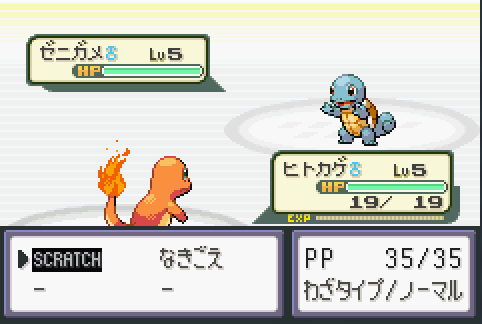 ゼニガメ♂ Lv5
HP
ヒトカゲ♂ Lv5
HP
19/ 19
EXP
SCRATCH なきごえ
– –
PP 35/35
わざタイプ/ノーマル